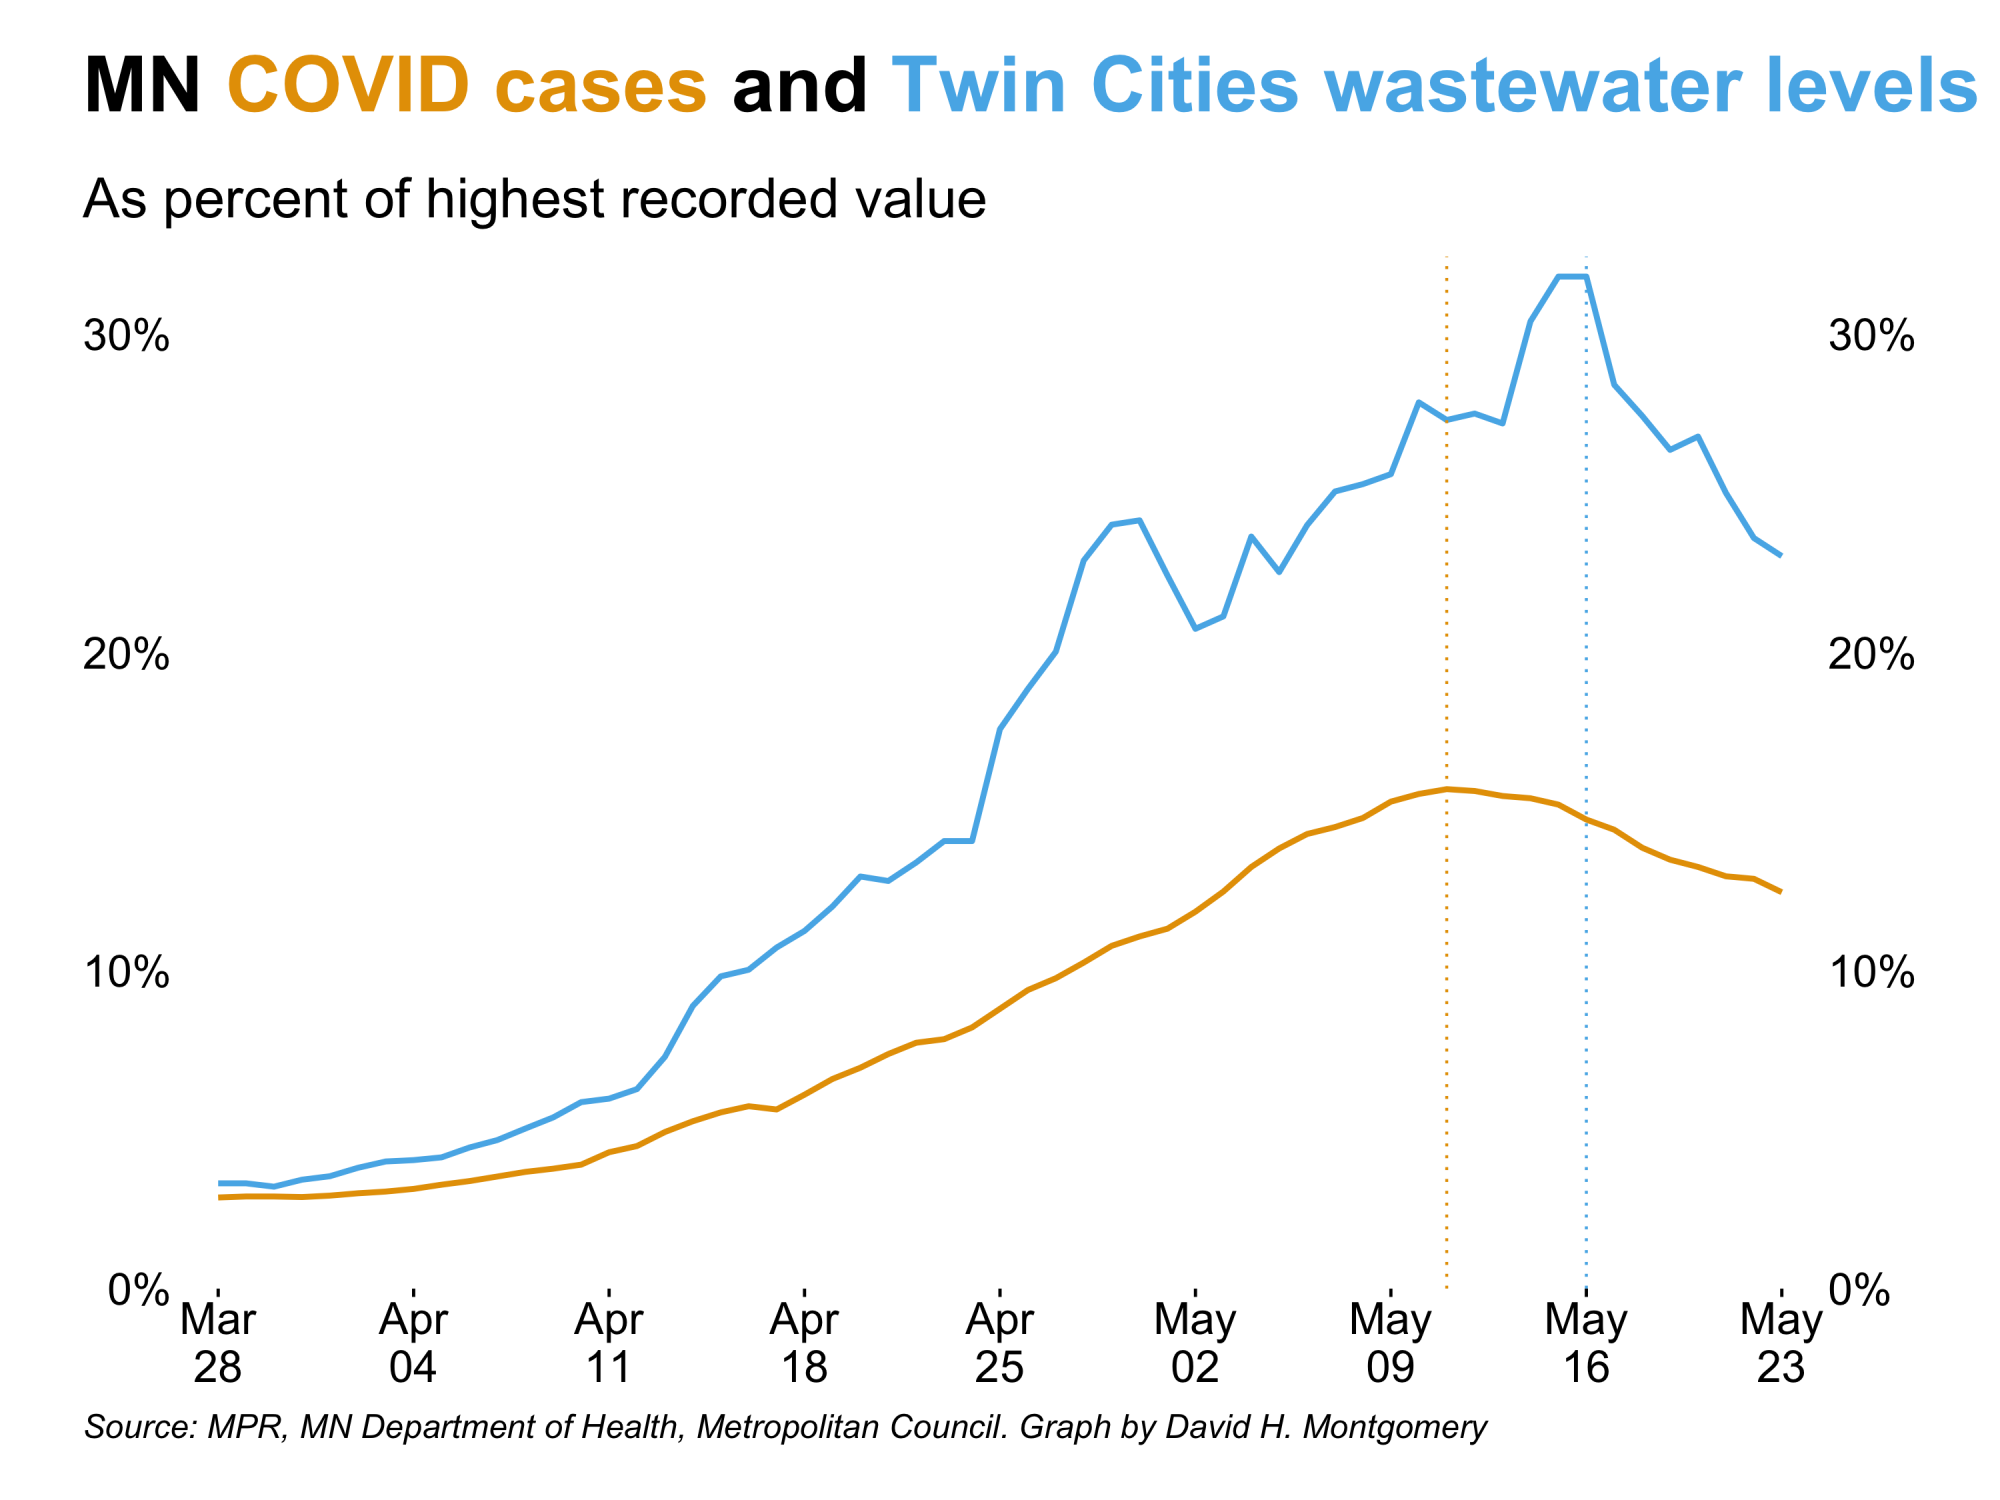 MN COVID cases and Twin Cities wastewater levels
As percent of highest recorded value
30% 30%
20% 20%
10% 10%
0% 0%
Mar Apr Apr Apr Apr May May May May
28 04 11 18 25 02 09 16 23
Source: MPR, MN Department of Health, Metropolitan Council. Graph by David H. Montgomery